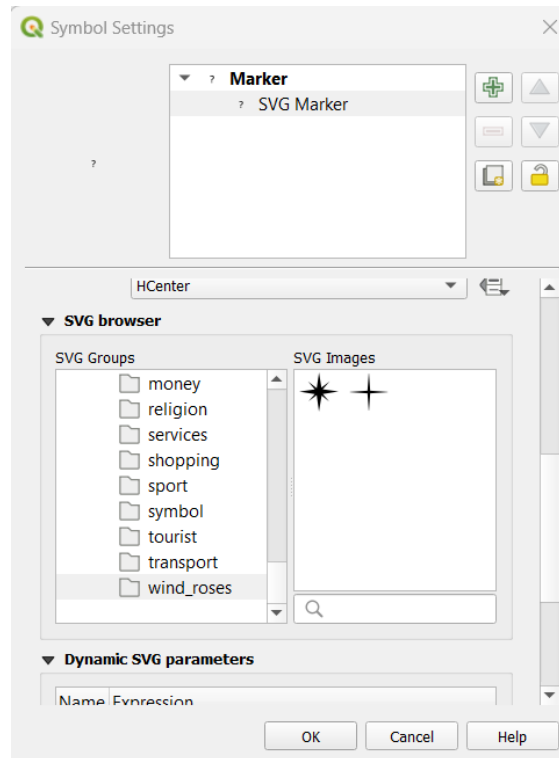 Symbol Settings
? Marker
? SVG Marker
?
HCenter
SVG browser
SVG Groups
SVG Images
money
religion
services
shopping
sport
symbol
tourist
transport
wind_roses
Dynamic SVG parameters
Name Expression
OK Cancel Help